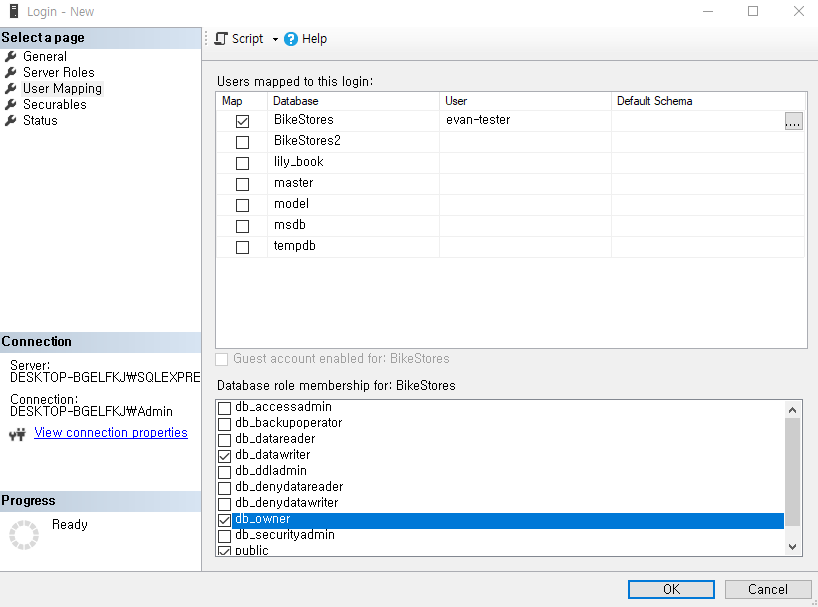 Login - New
Select a page
General
Server Roles
User Mapping
Securables
Status
Script
Help
Users mapped to this login:
Map Database User Default Schema
BikeStores evan-tester ....
BikeStores2
lily_book
master
model
msdb
tempdb
Guest account enabled for: BikeStores
Database role membership for: BikeStores
db_accessadmin
db_backupoperator
db_datareader
db_datawriter
db_ddladmin
db_denydatareader
db_denydatawriter
db_owner
db_securityadmin
public
Connection
Server:
DESKTOP-BGELFKJ₩SQLEXPRE
Connection:
DESKTOP-BGELFKJ₩Admin
View connection properties
Progress
Ready
OK Cancel